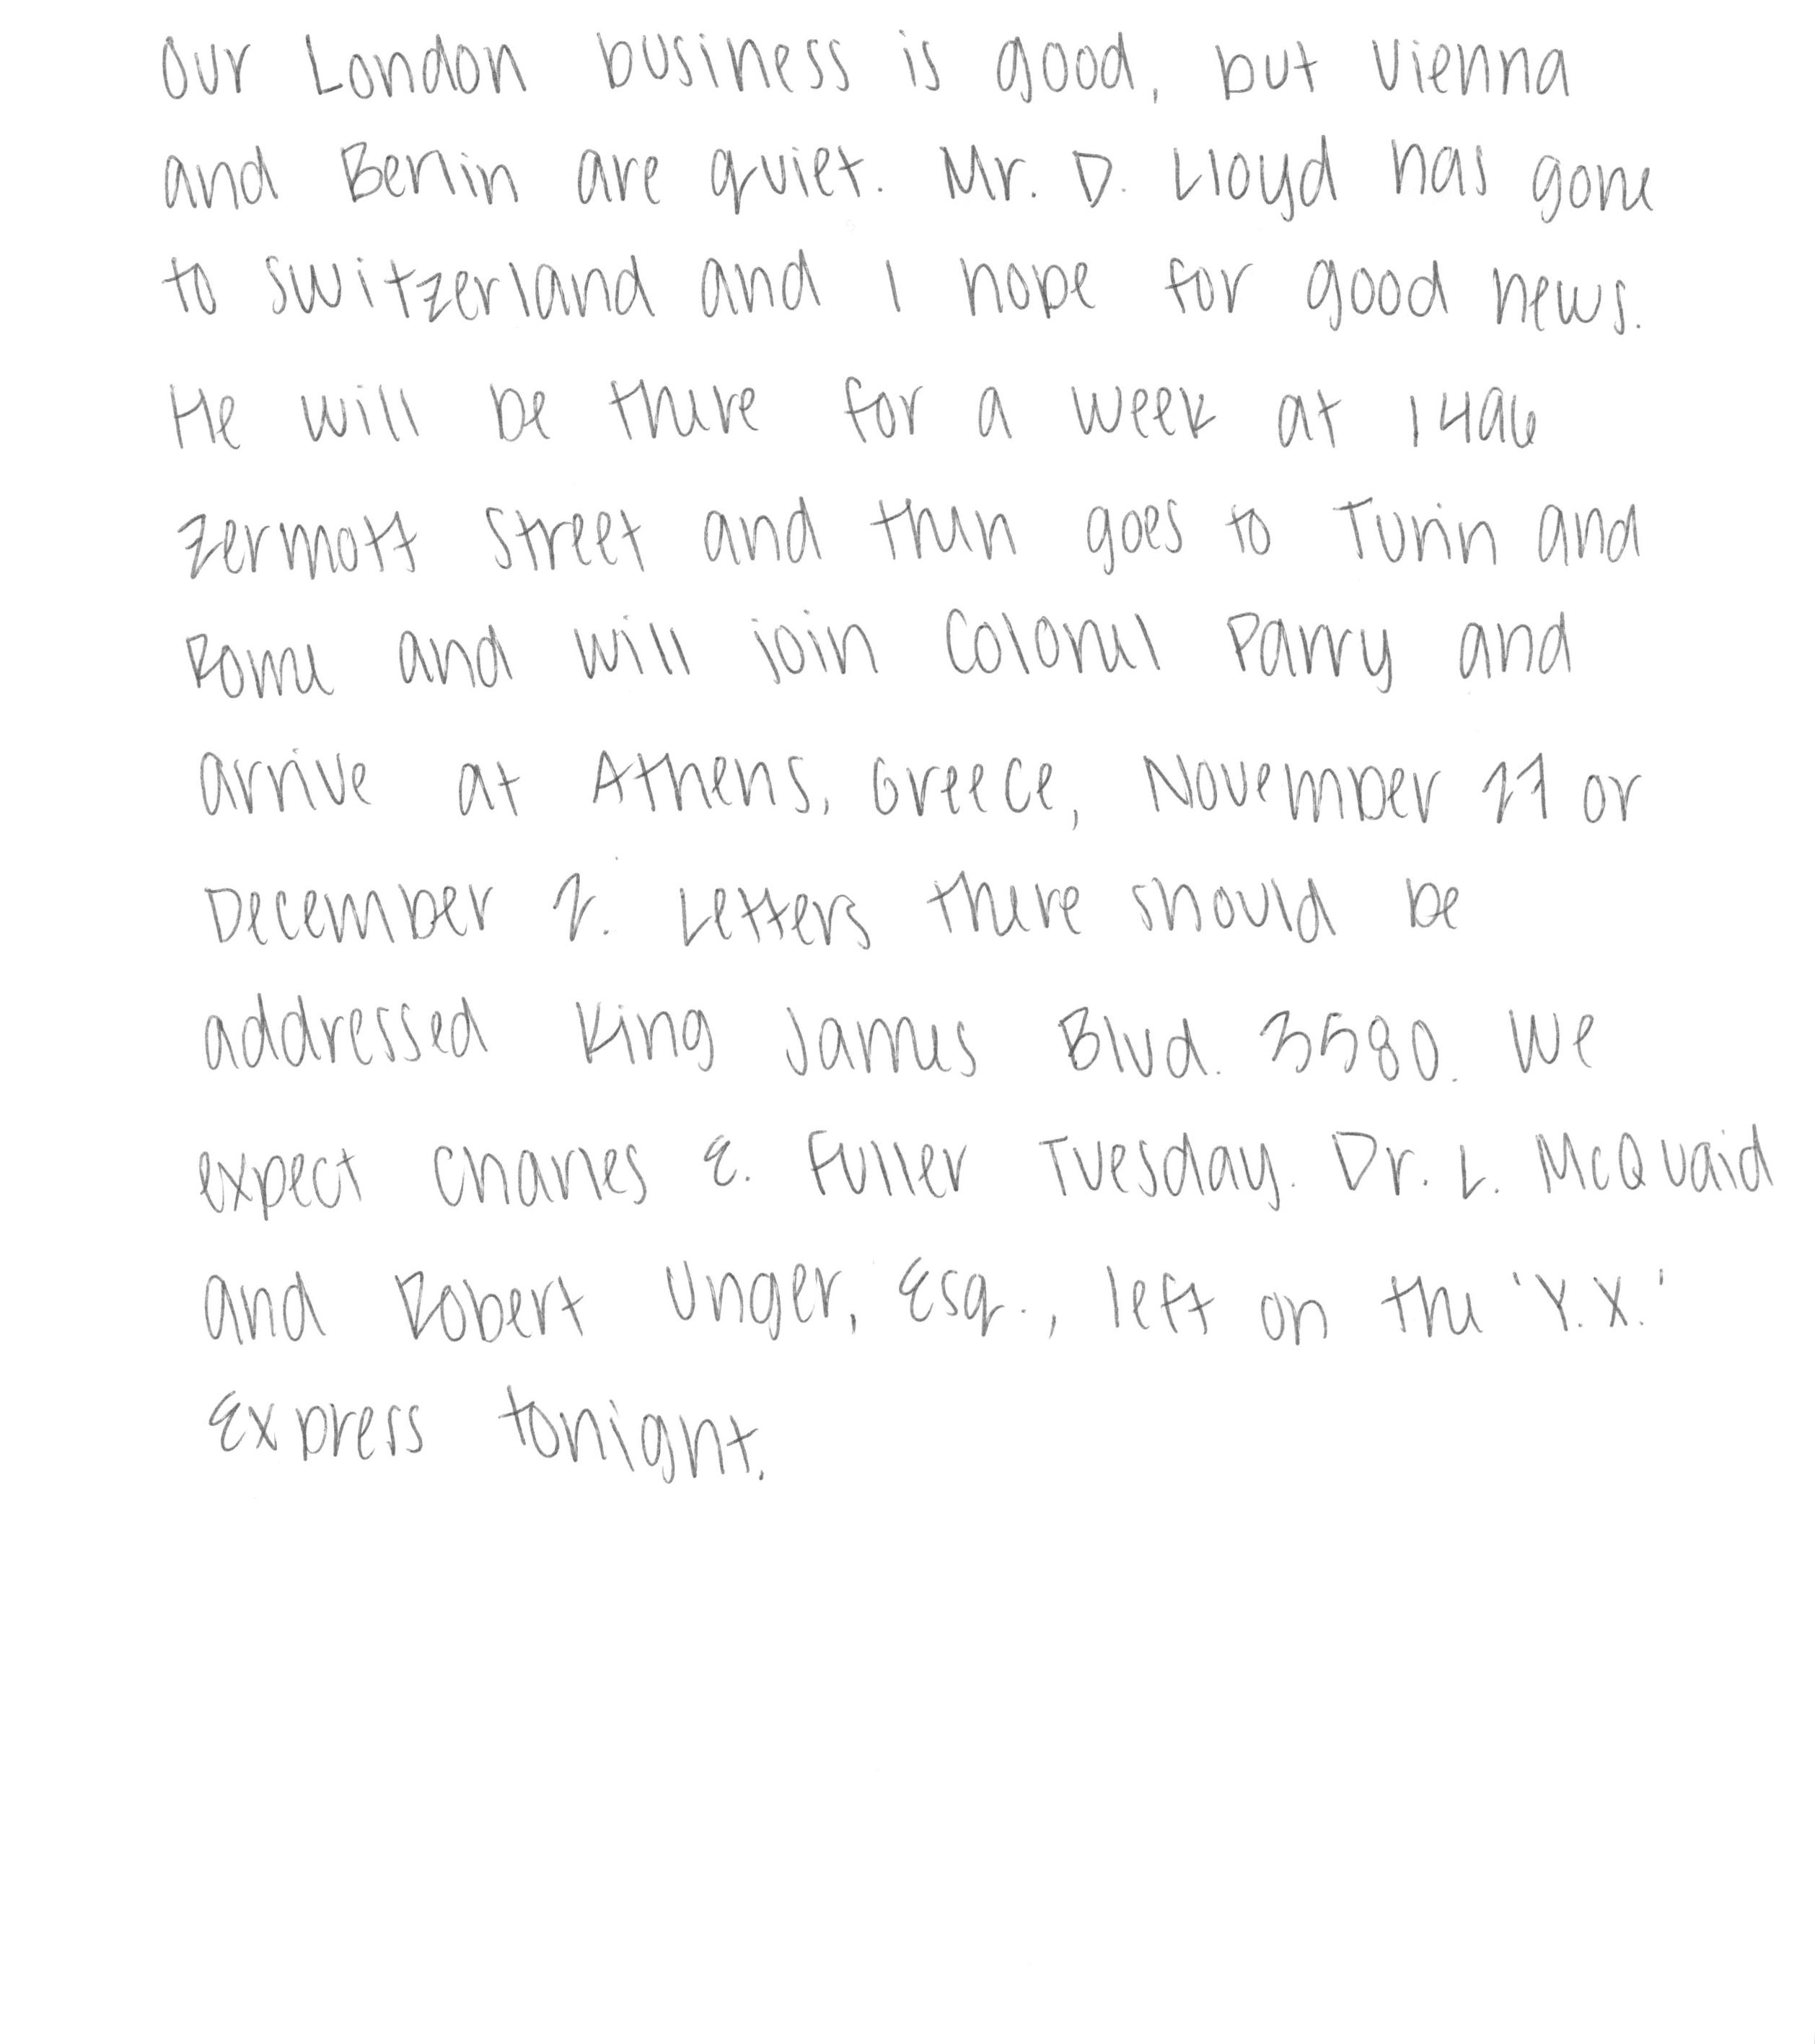 Our London business is good, but Vienna
and Berlin are quiet. Mr. D. Lloyd has gone
to Switzerland and I hope for good news.
He will be there for a week at 1496
Zermott Street and then goes to Turin and
Rome and will join Colonel Parry and
arrive at Athens, Greece, November 27 or
December 2. Letters there should be
addressed King James Blvd. 3580. We
expect Charles E. Fuller Tuesday. Dr. L. McQuaid
and Robert Unger, Esq., left on the 'Y.X.'
Express tonight.